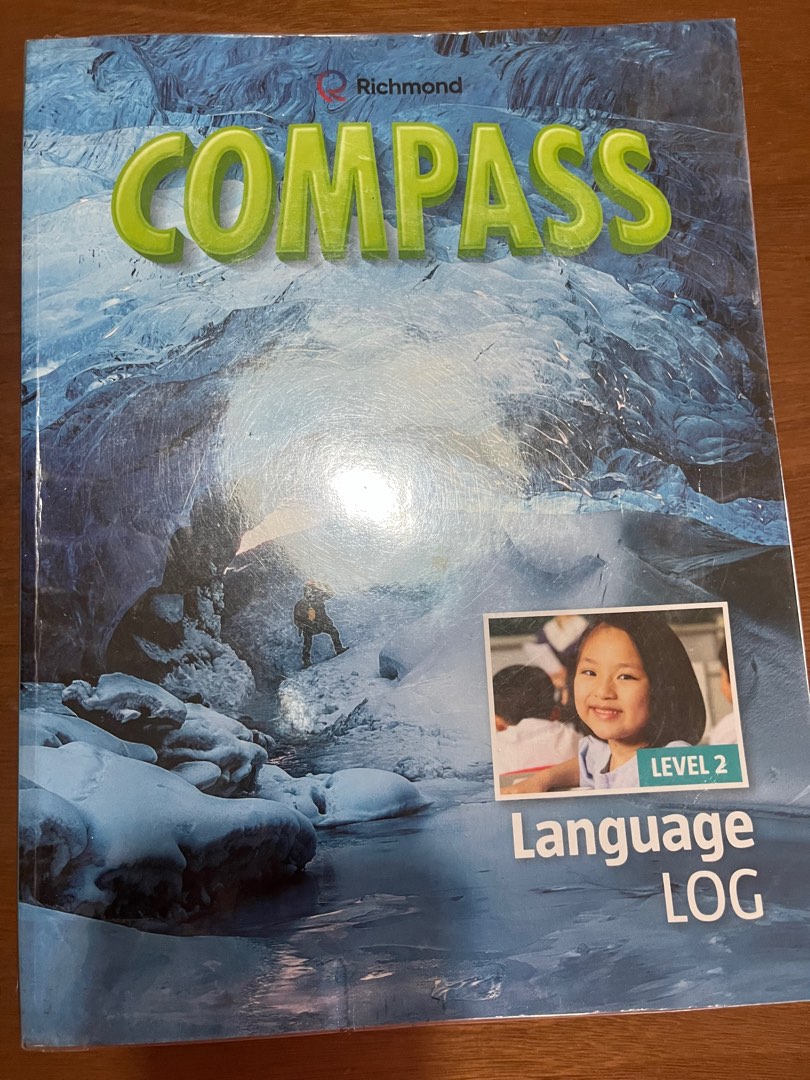 Richmond
COMPASS
LEVEL 2
Language
LOG